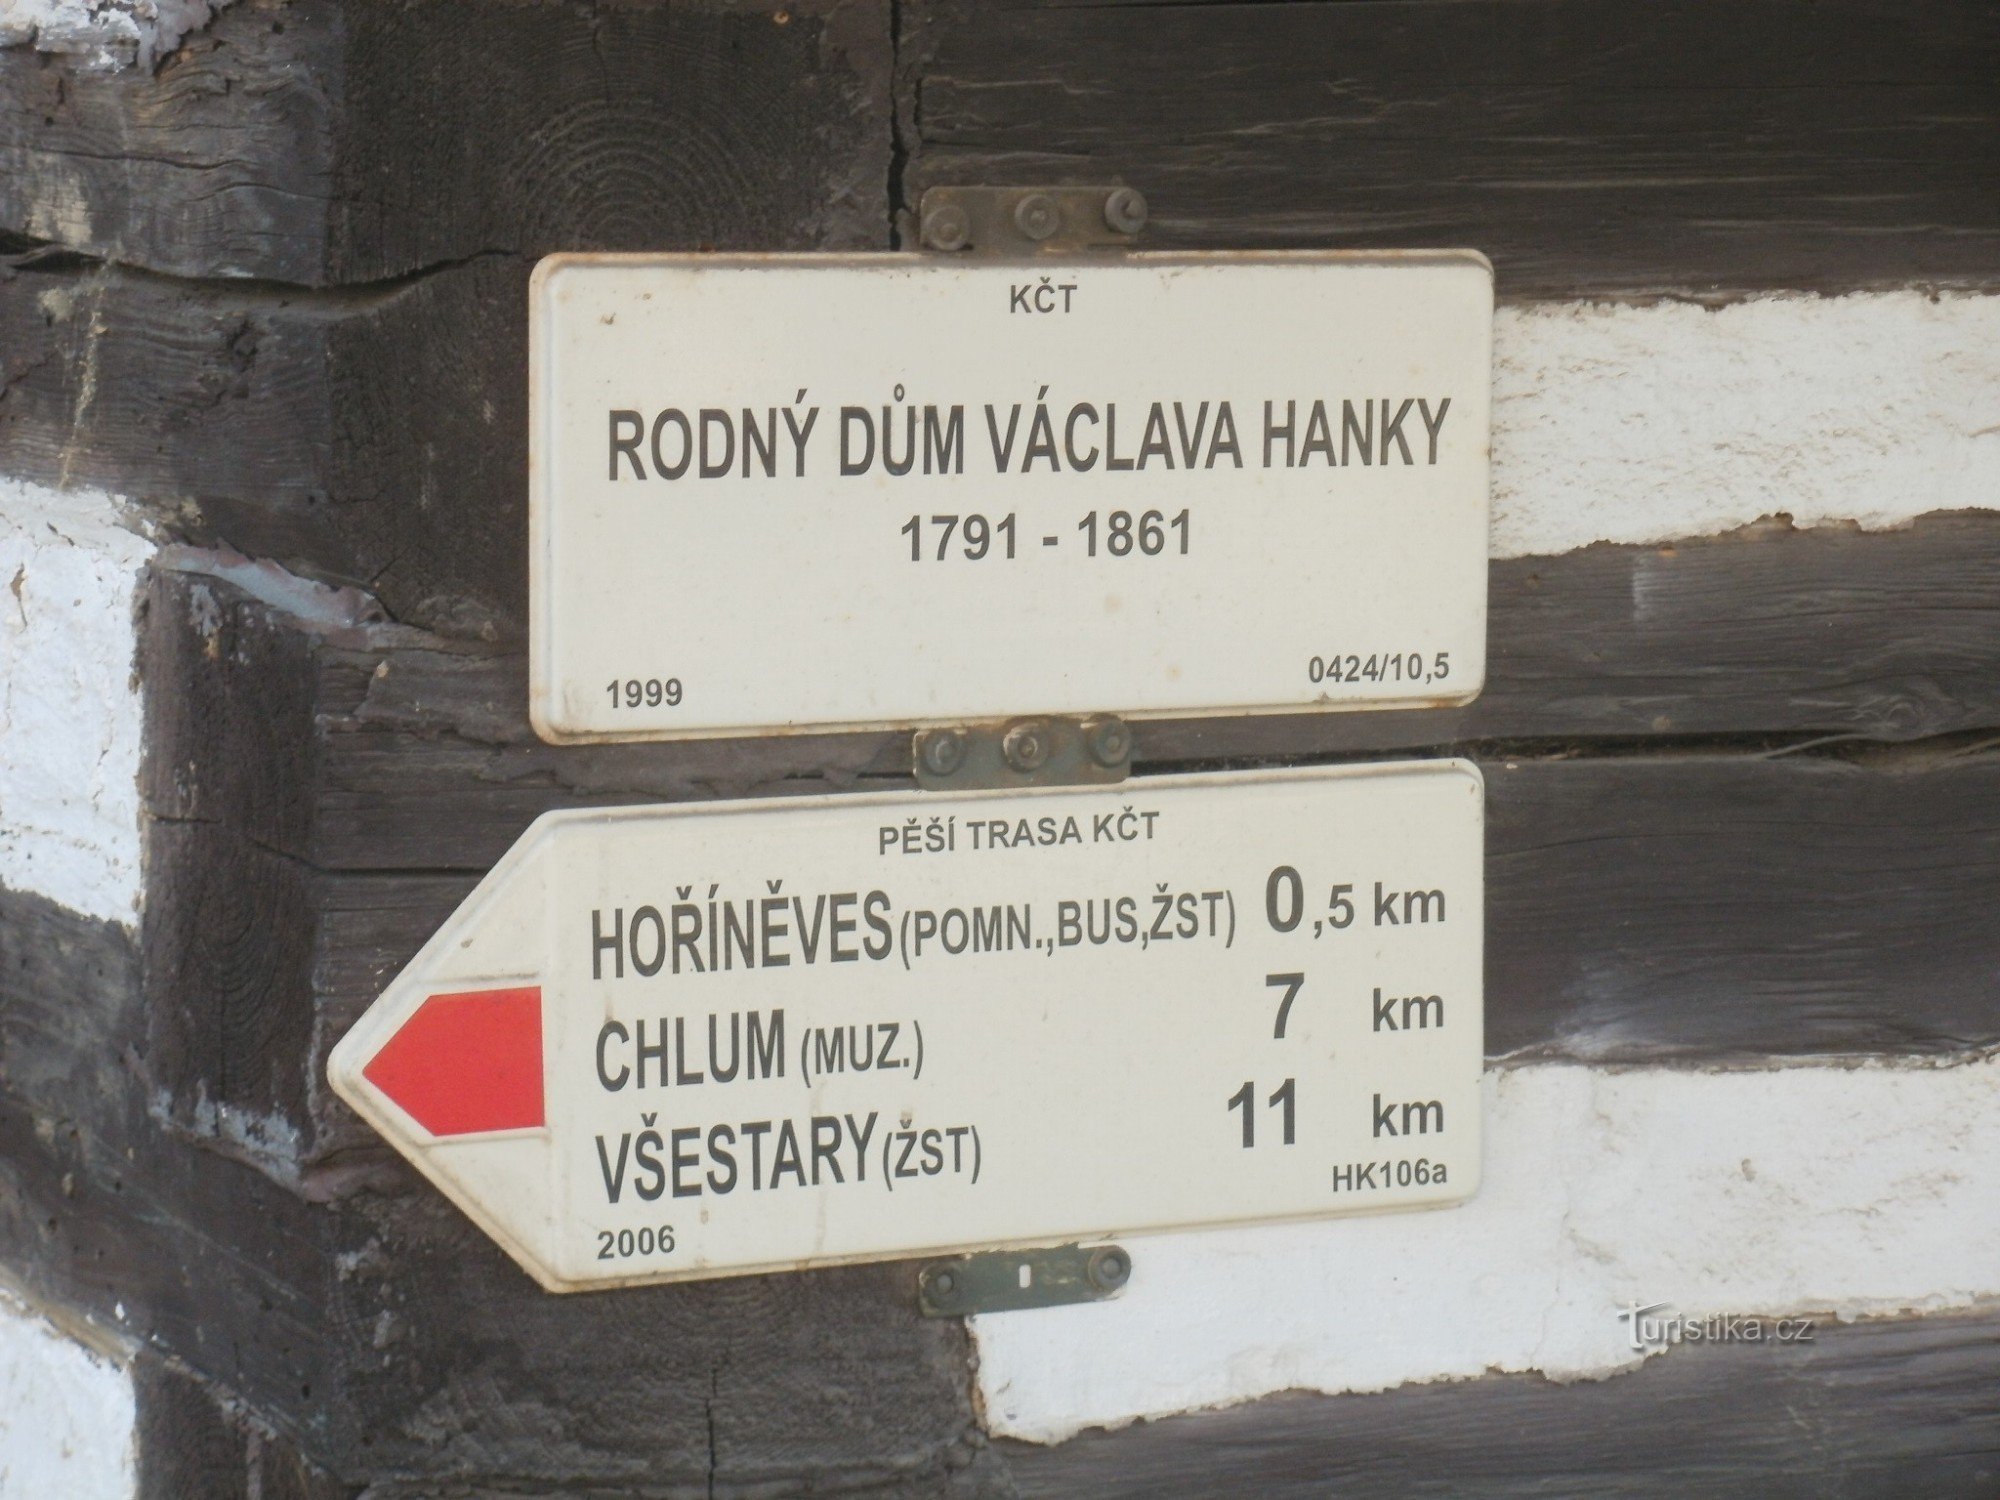 KČT
RODNÝ DŮM VÁCLAVA HANKY
1791 - 1861
1999 0424/10,5
PĚŠÍ TRASA KČT
HOŘÍNĚVES (POMN.,BUS,ŽST) 0,5 km
CHLUM (MUZ.) 7 km
VŠESTARY (ŽST) 11 km
HK106a
2006
Turistika.cz